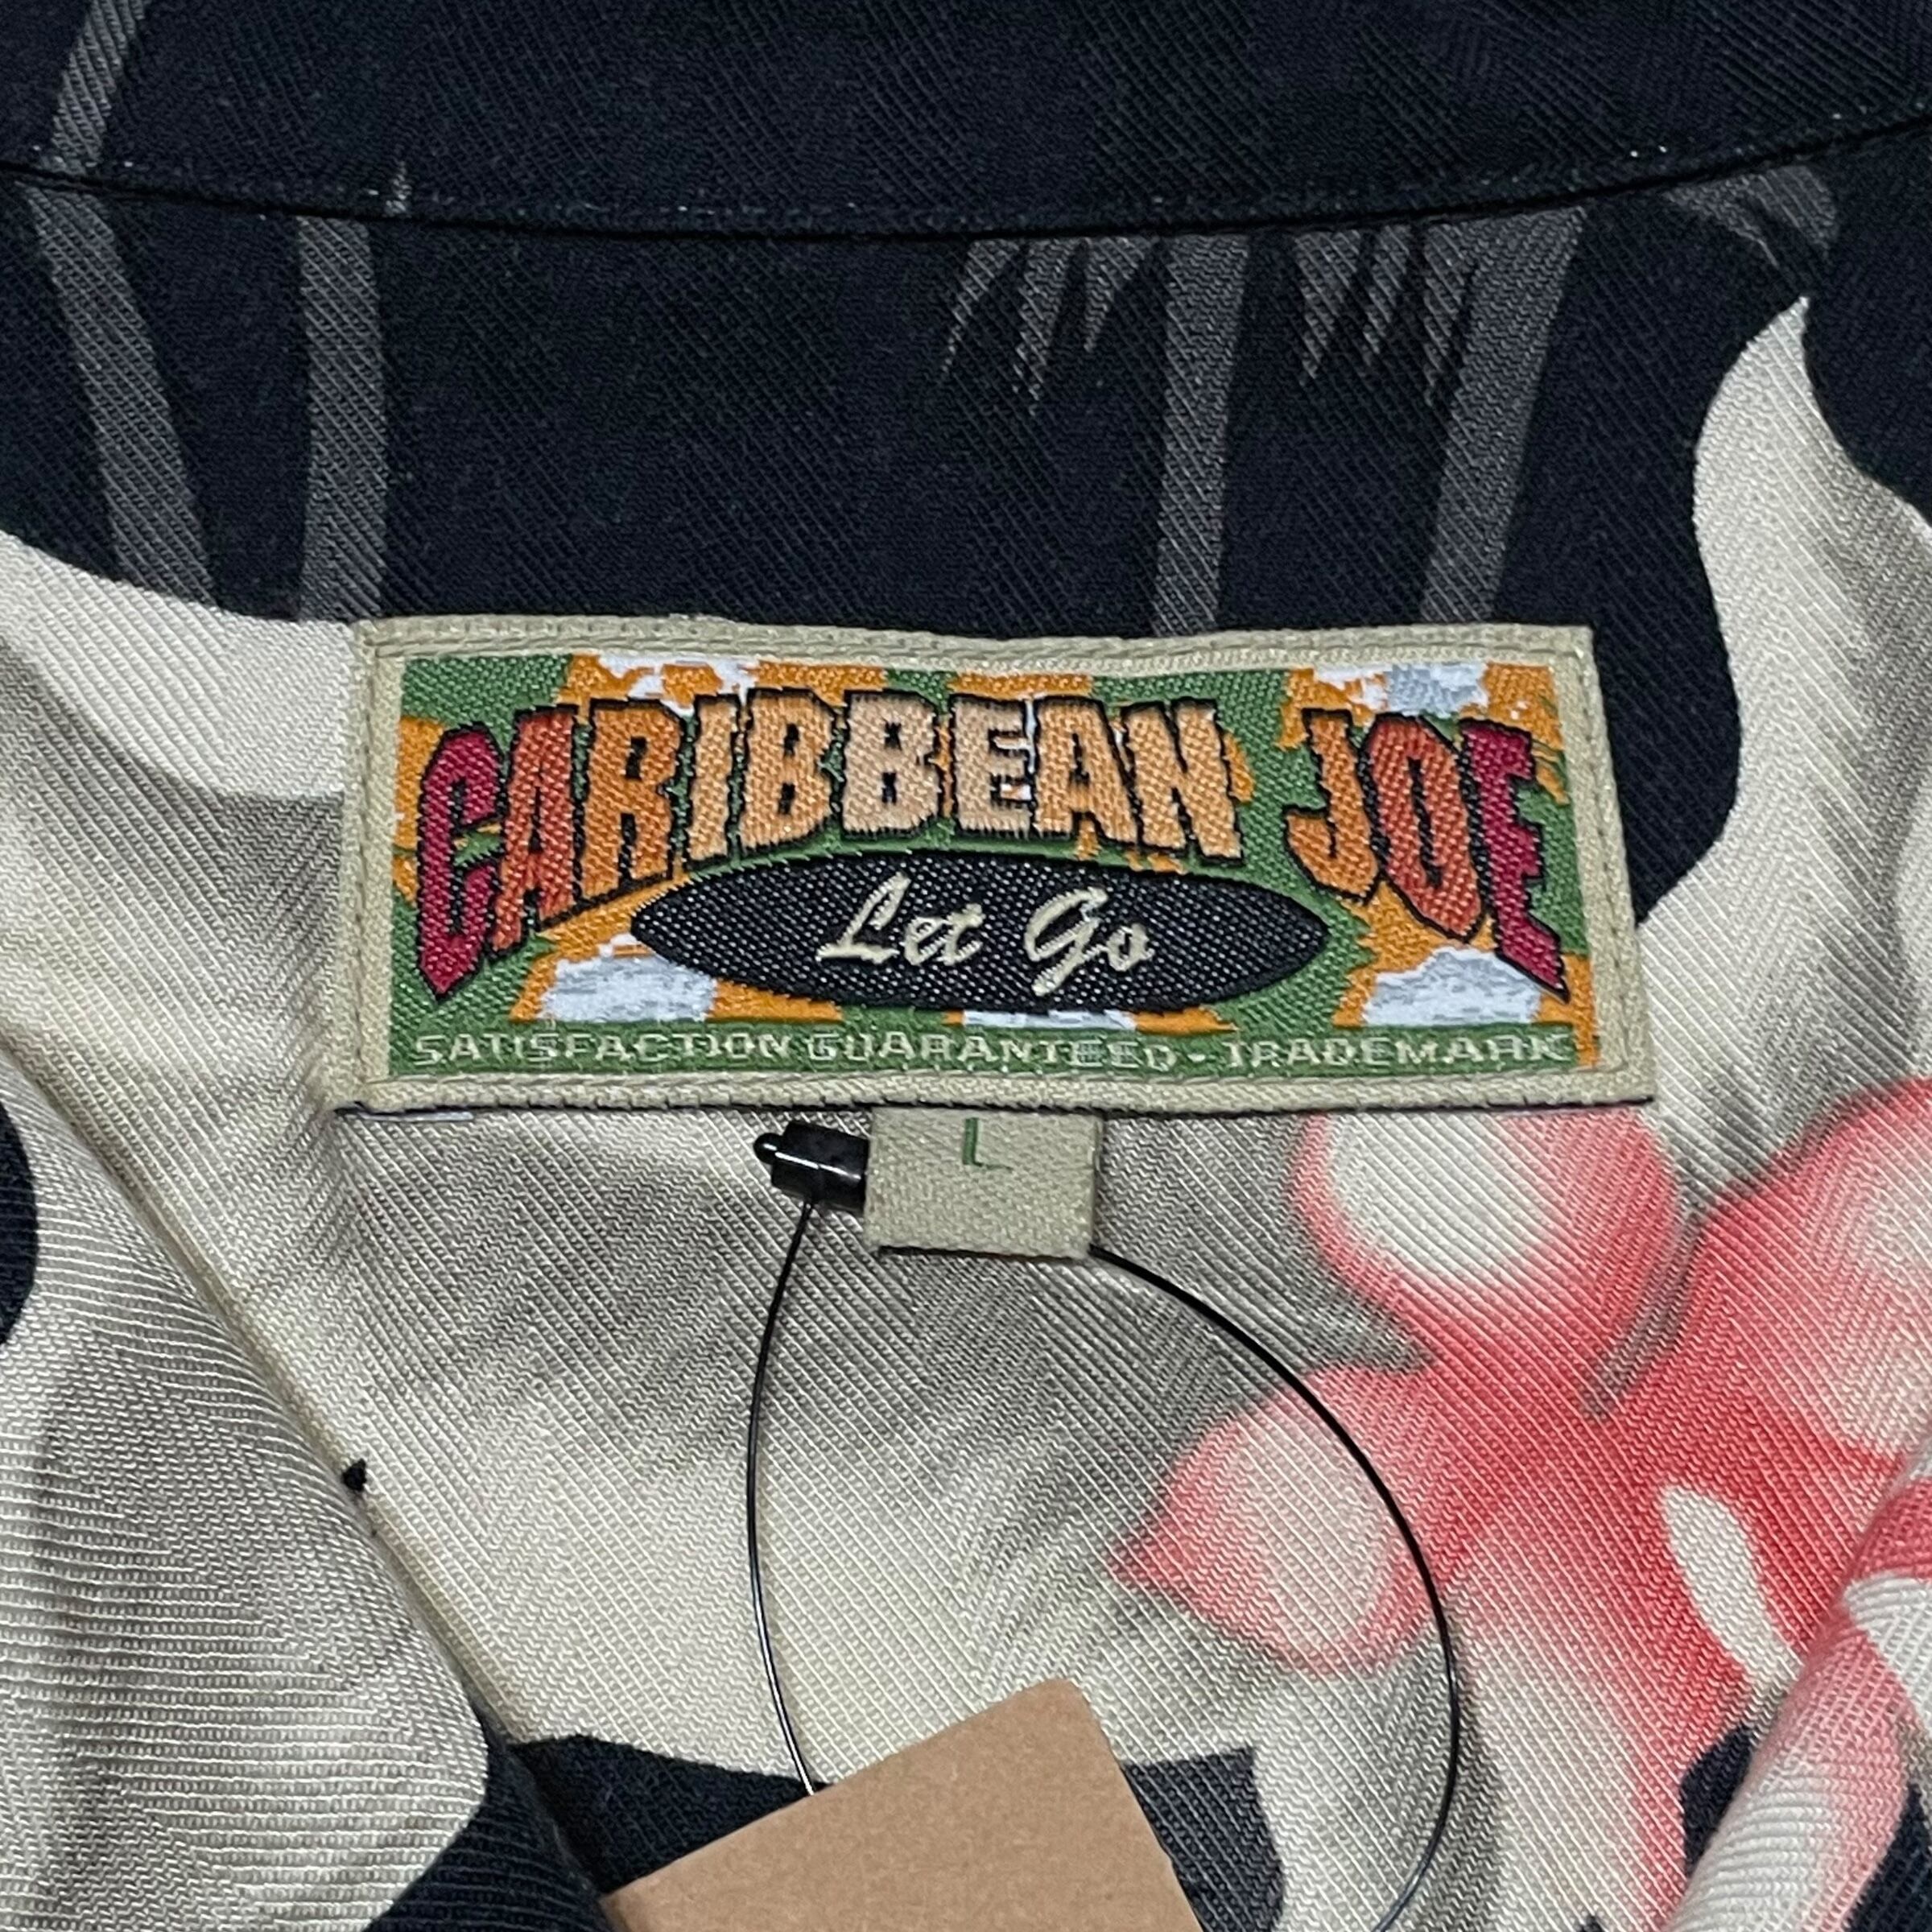 CARIBBEAN JOE
Let Go
SATISFACTION GUARANTEED-TRADEMARK
L